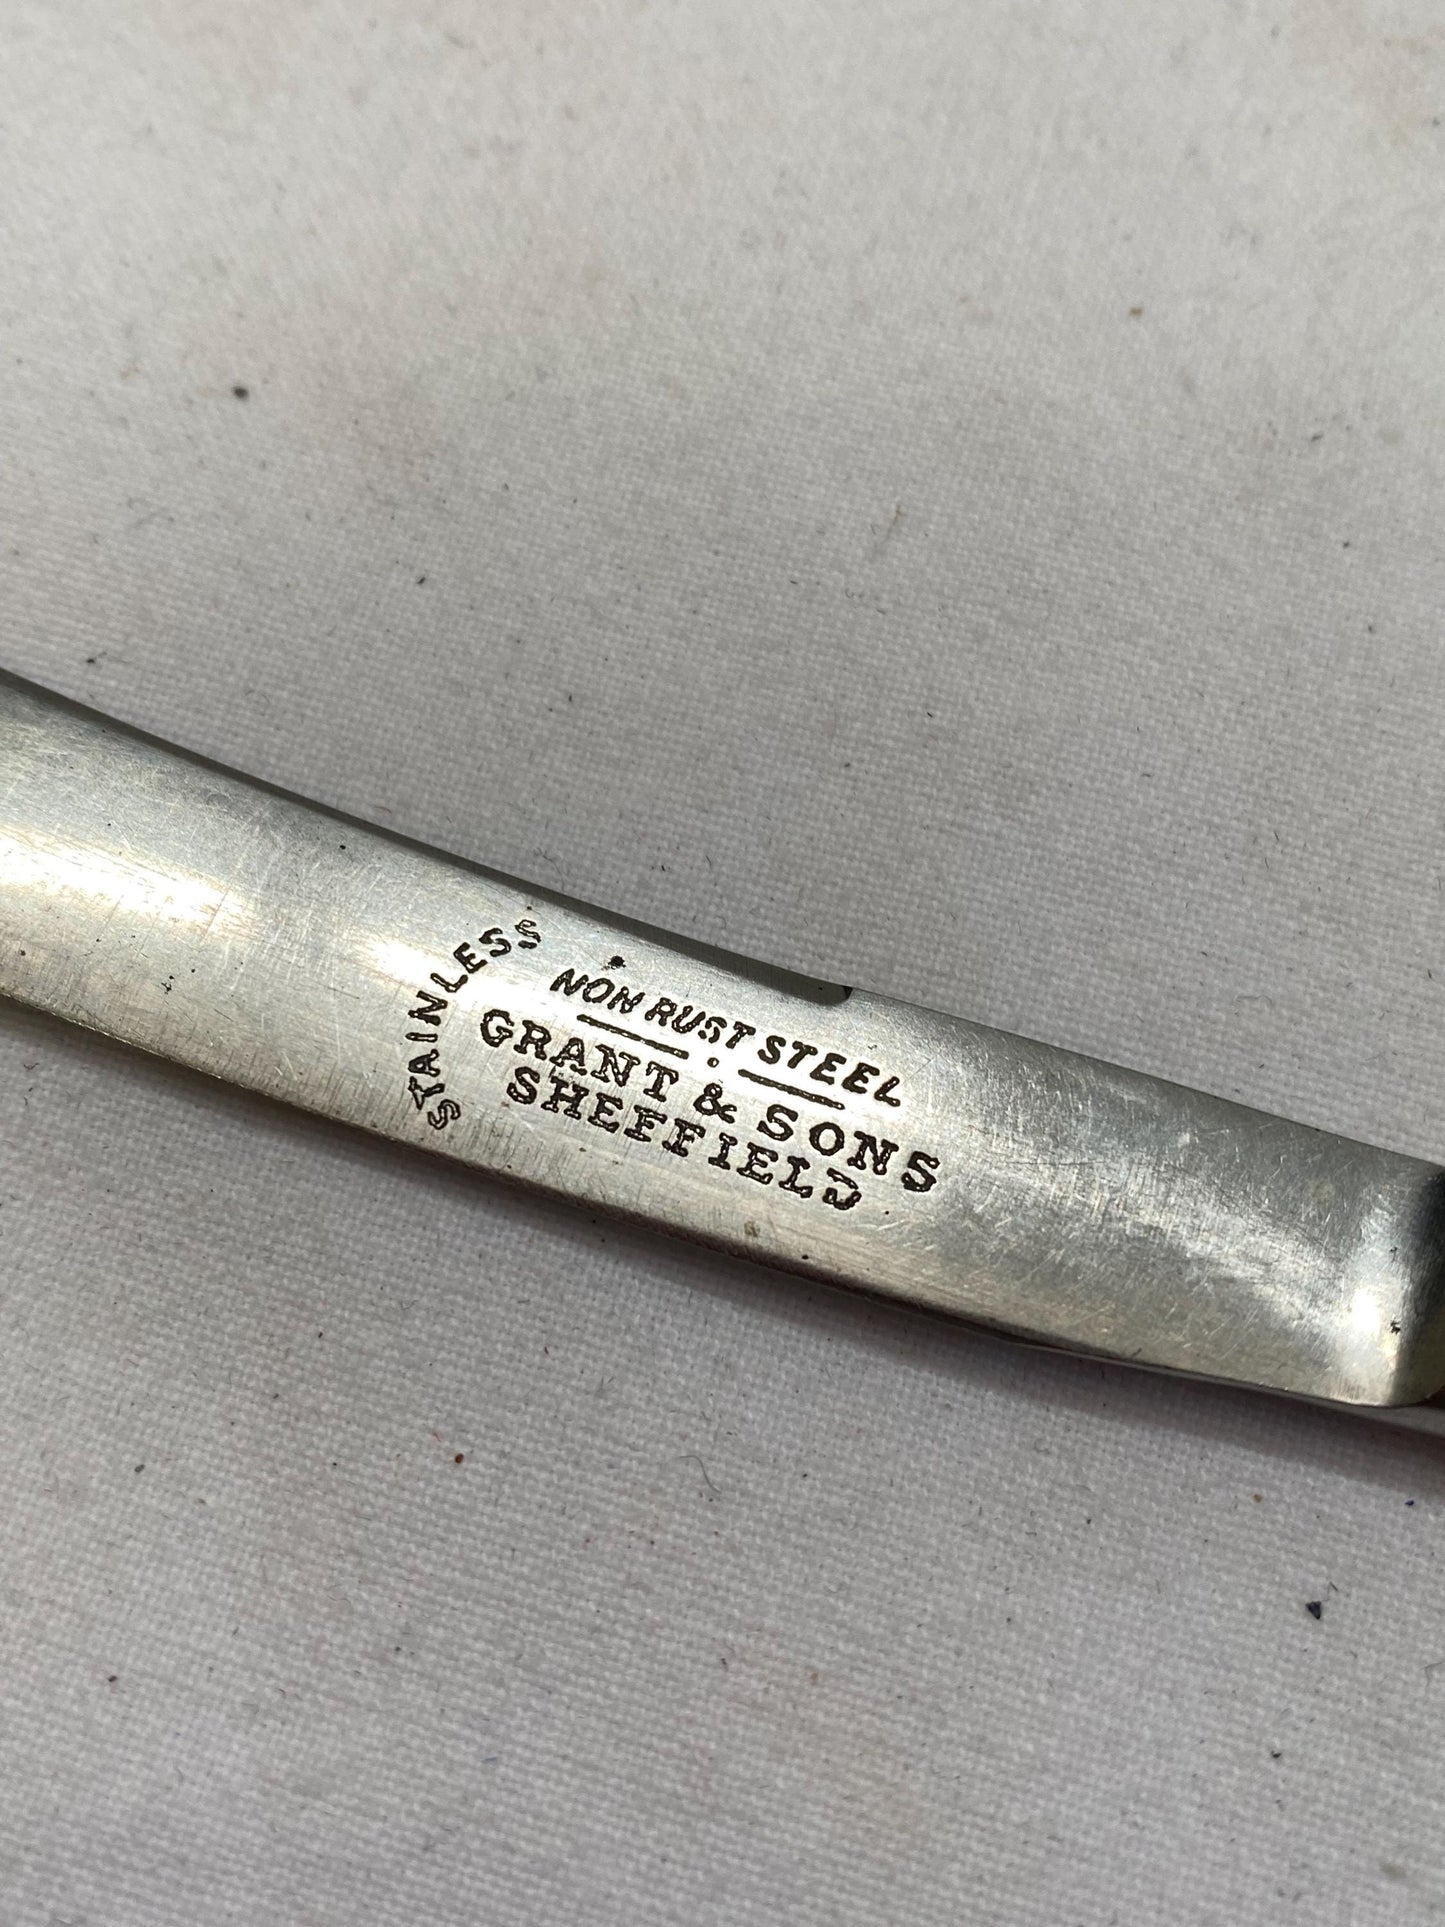 STAINLESS
NON RUST STEEL
GRANT & SONS
SHEFFIELD